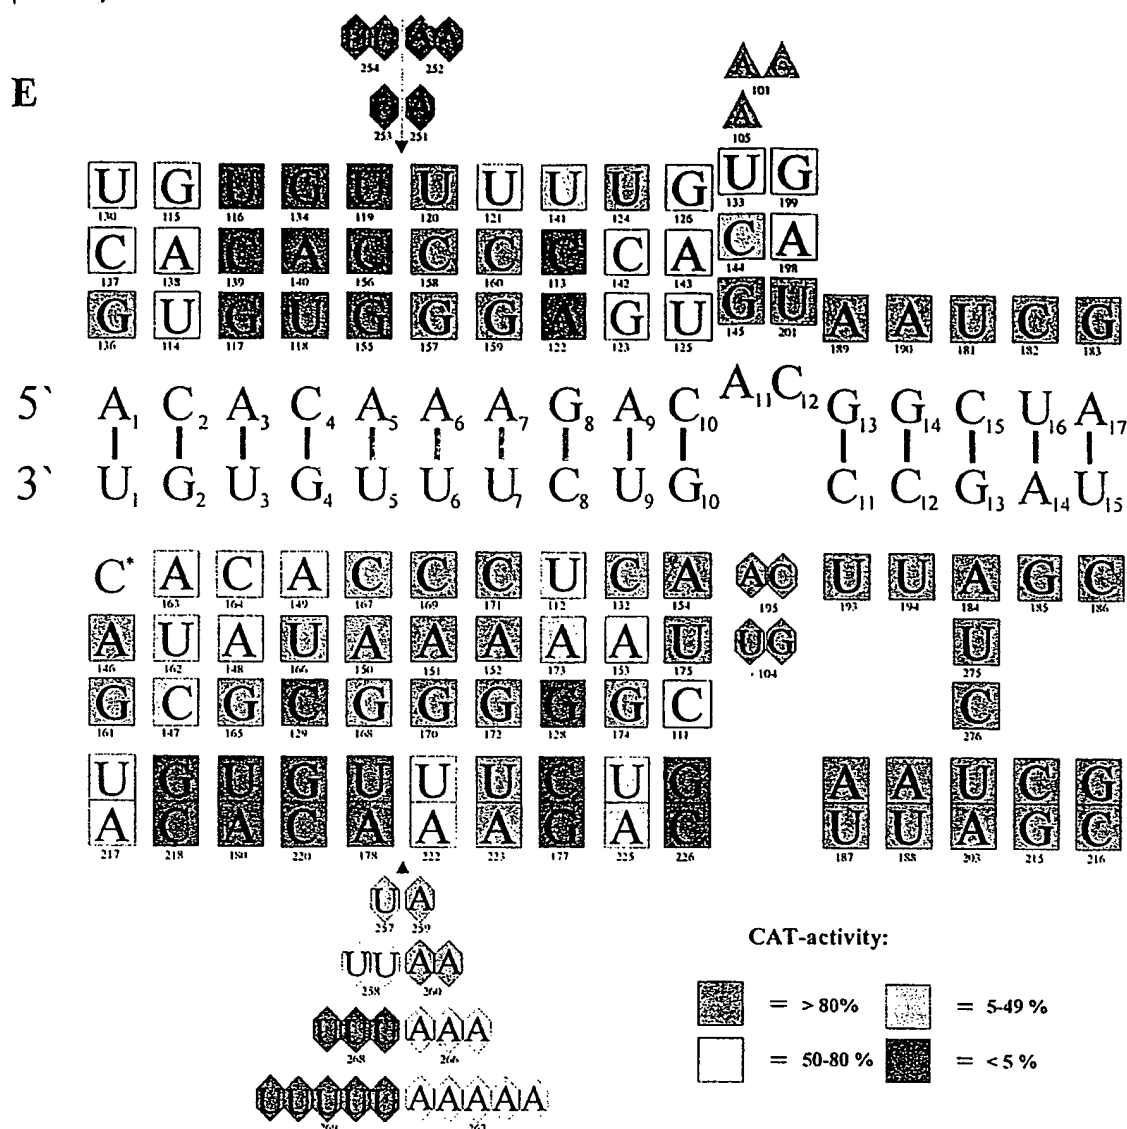 E
A A
254 252
A
253 251
A G
101
A
105
U G U G U U U U U G U G
130 115 116 134 119 120 121 141 124 126 133 199
C A C A C C C C C A C A
137 138 139 140 156 158 160 113 142 143 144 198
G U G U G G G A G U G U A A U C G
136 114 117 118 155 157 159 122 123 125 145 201 189 190 181 182 183
5` A1 C2 A3 C4 A5 A6 A7 G8 A9 C10 A11 C12 G13 G14 C15 U16 A17
3` U1 G2 U3 G4 U5 U6 U7 C8 U9 G10 C11 C12 G13 A14 U15
C* A C A C C C U C A A C U U A G C
163 164 149 167 169 171 112 132 154 195 193 194 184 185 186
A U A U A A A A A U U G U
146 162 148 166 150 151 152 173 153 175 104 275
G C G C G G G G G C C
161 147 165 129 168 170 172 128 174 111 276
U G U G U U U C U G A A U C G
A C A C A A A G A C U U A G C
217 218 180 220 178 222 223 177 225 226 187 188 203 215 216
U A
257 259
U U A A
258 260
U U U A A A
268 266
U U U U U A A A A A
CAT-activity:
= > 80% = 5-49 %
= 50-80 % = < 5 %